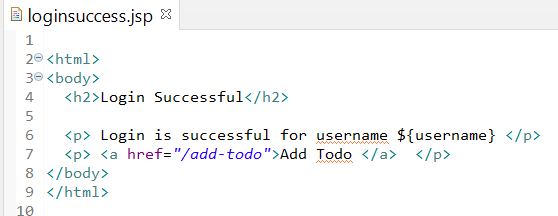 loginsuccess.jsp
1
2 <html>
3 <body>
4   <h2>Login Successful</h2>
5
6   <p> Login is successful for username ${username} </p>
7   <p> <a href="/add-todo">Add Todo </a>  </p>
8 </body>
9 </html>
10